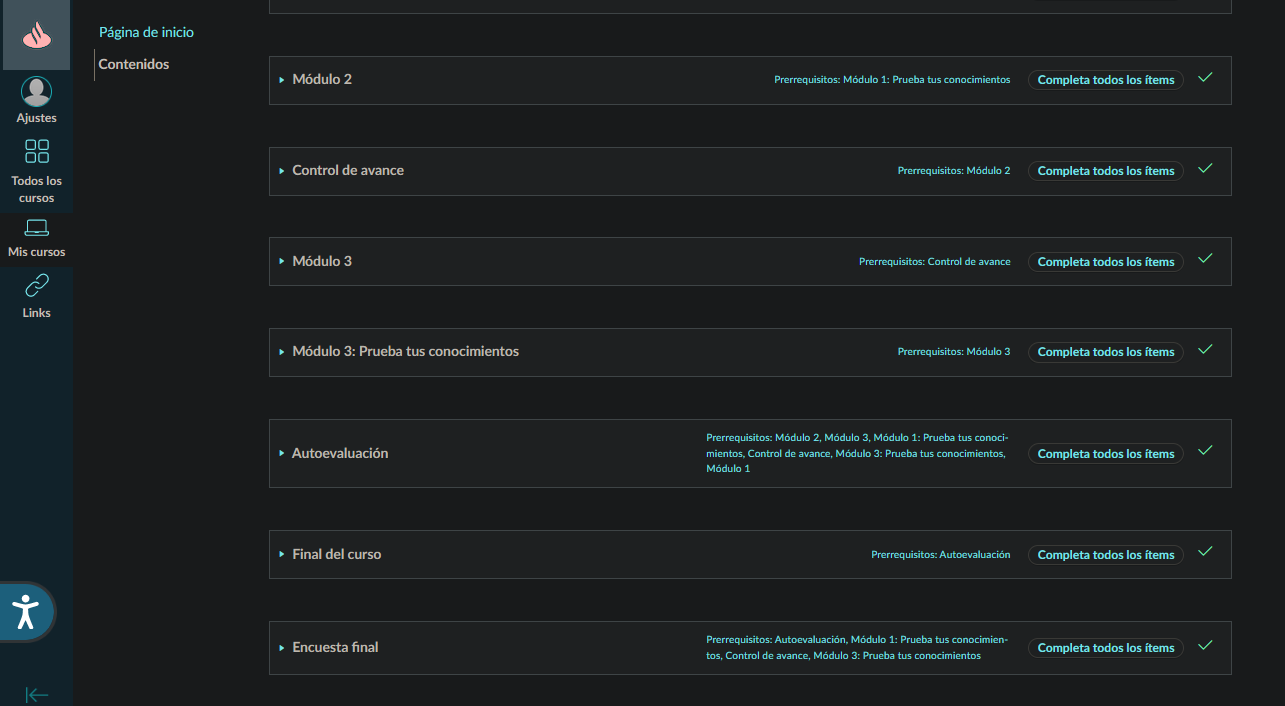 Página de inicio
Contenidos
Ajustes
Todos los
cursos
Mis cursos
Links
Módulo 2
Prerrequisitos: Módulo 1: Prueba tus conocimientos
Completa todos los ítems
Control de avance
Prerrequisitos: Módulo 2
Completa todos los ítems
Módulo 3
Prerrequisitos: Control de avance
Completa todos los ítems
Módulo 3: Prueba tus conocimientos
Prerrequisitos: Módulo 3
Completa todos los ítems
Autoevaluación
Prerrequisitos: Módulo 2, Módulo 3, Módulo 1: Prueba tus conoci-
mientos, Control de avance, Módulo 3: Prueba tus conocimientos,
Módulo 1
Completa todos los ítems
Final del curso
Prerrequisitos: Autoevaluación
Completa todos los ítems
Encuesta final
Prerrequisitos: Autoevaluación, Módulo 1: Prueba tus conocimien-
tos, Control de avance, Módulo 3: Prueba tus conocimientos
Completa todos los ítems